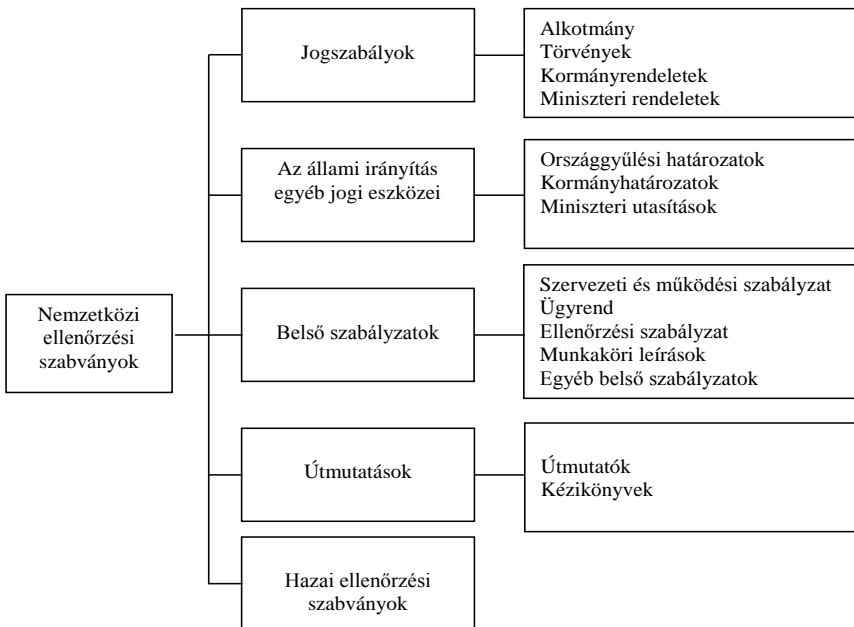 Jogszabályok
Alkotmány
Törvények
Kormányrendeletek
Miniszteri rendeletek
Az állami irányítás
egyéb jogi eszközei
Országgyűlési határozatok
Kormányhatározatok
Miniszteri utasítások
Nemzetközi
ellenőrzési
szabványok
Belső szabályzatok
Szervezeti és működési szabályzat
Ügyrend
Ellenőrzési szabályzat
Munkaköri leírások
Egyéb belső szabályzatok
Útmutatások
Útmutatók
Kézikönyvek
Hazai ellenőrzési
szabványok